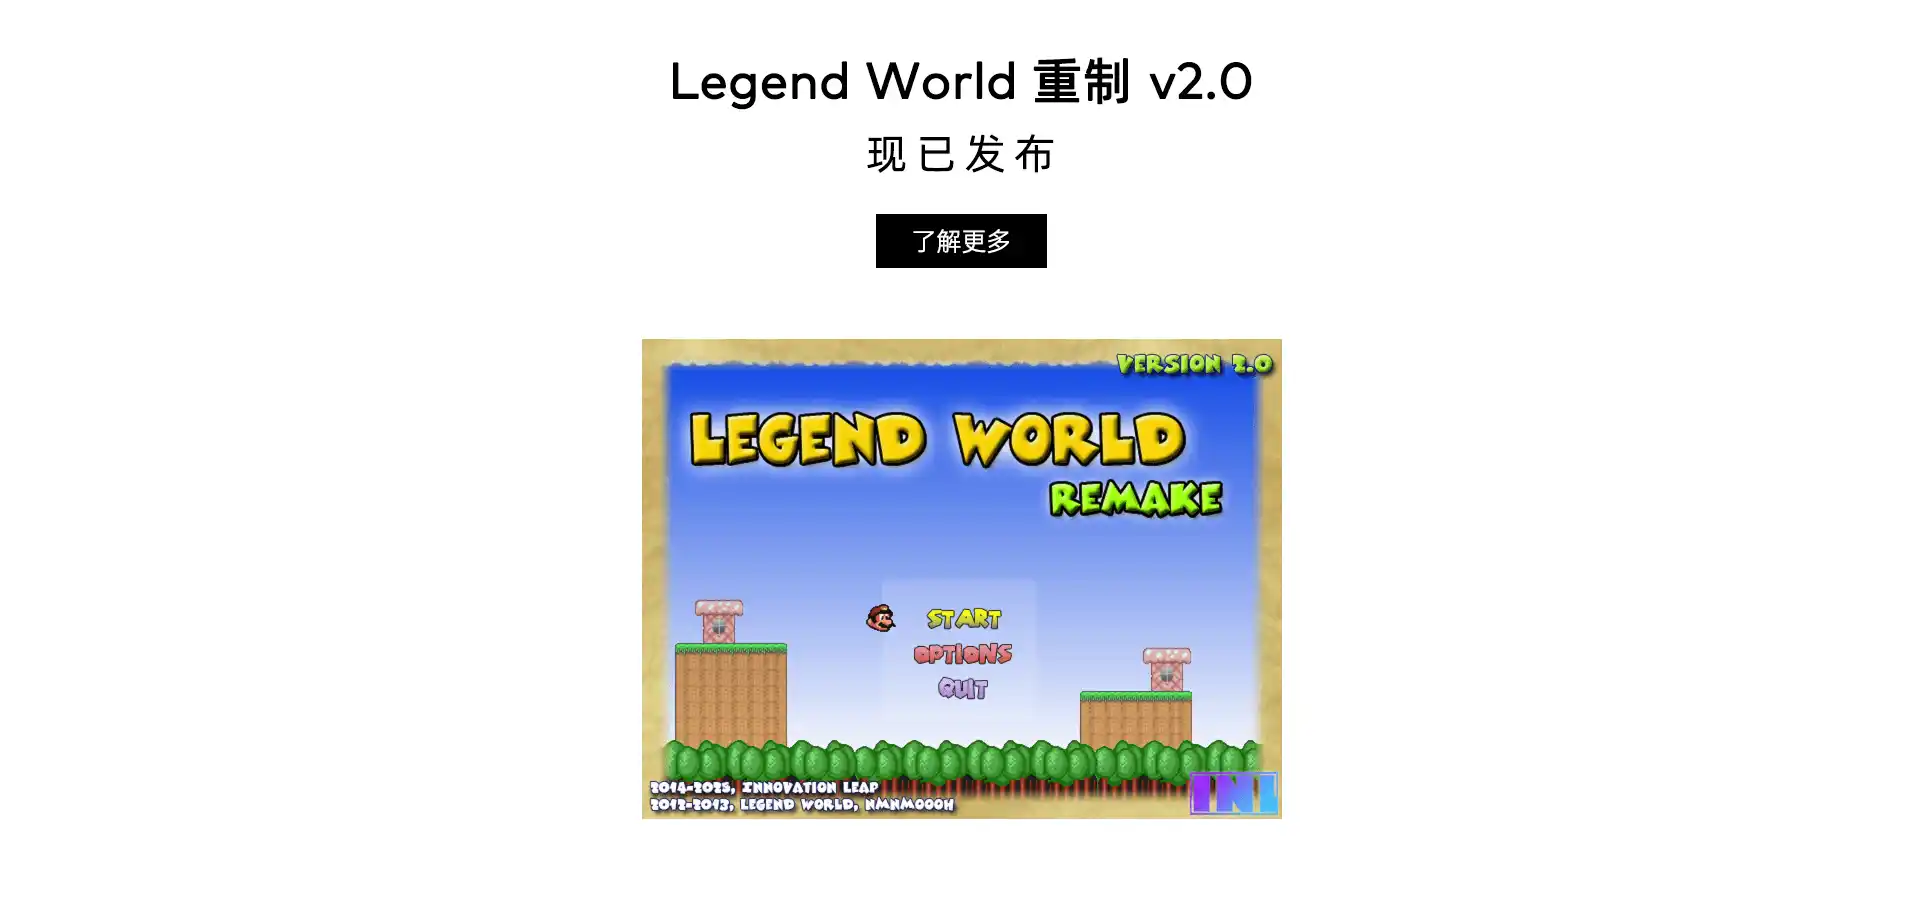 Legend World 重制 v2.0
现已发布
了解更多
VERSION 2.0
LEGEND WORLD
REMAKE
START
OPTIONS
QUIT
2014-2025, INNOVATION LEAP
2012-2013, LEGEND WORLD, NMNMOOOH
INI